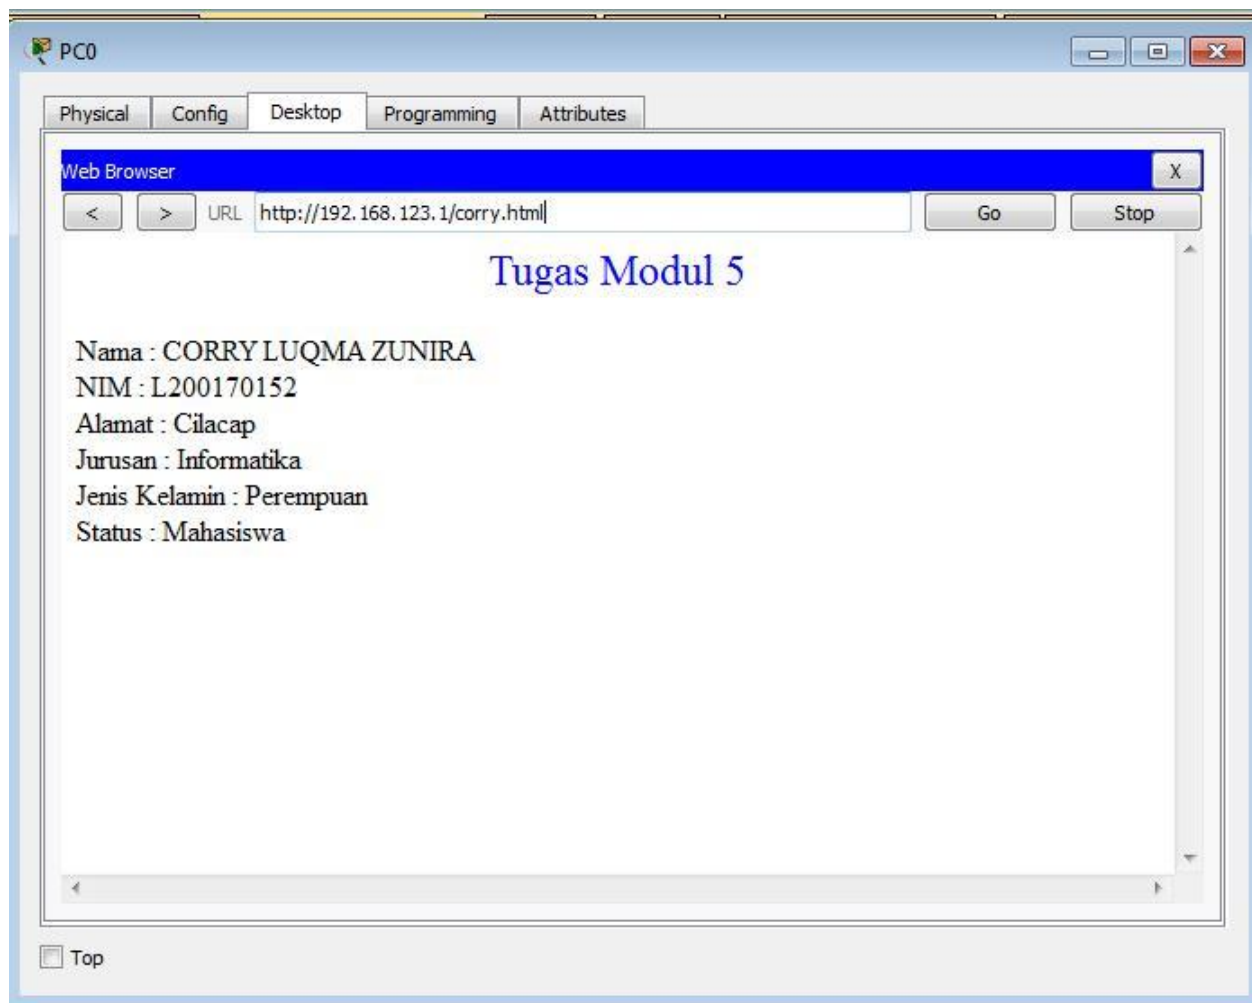 PC0
Physical Config Desktop Programming Attributes
Web Browser X
< > URL http://192.168.123.1/corry.html Go Stop
Tugas Modul 5
Nama : CORRY LUQMA ZUNIRA
NIM : L200170152
Alamat : Cilacap
Jurusan : Informatika
Jenis Kelamin : Perempuan
Status : Mahasiswa
Top